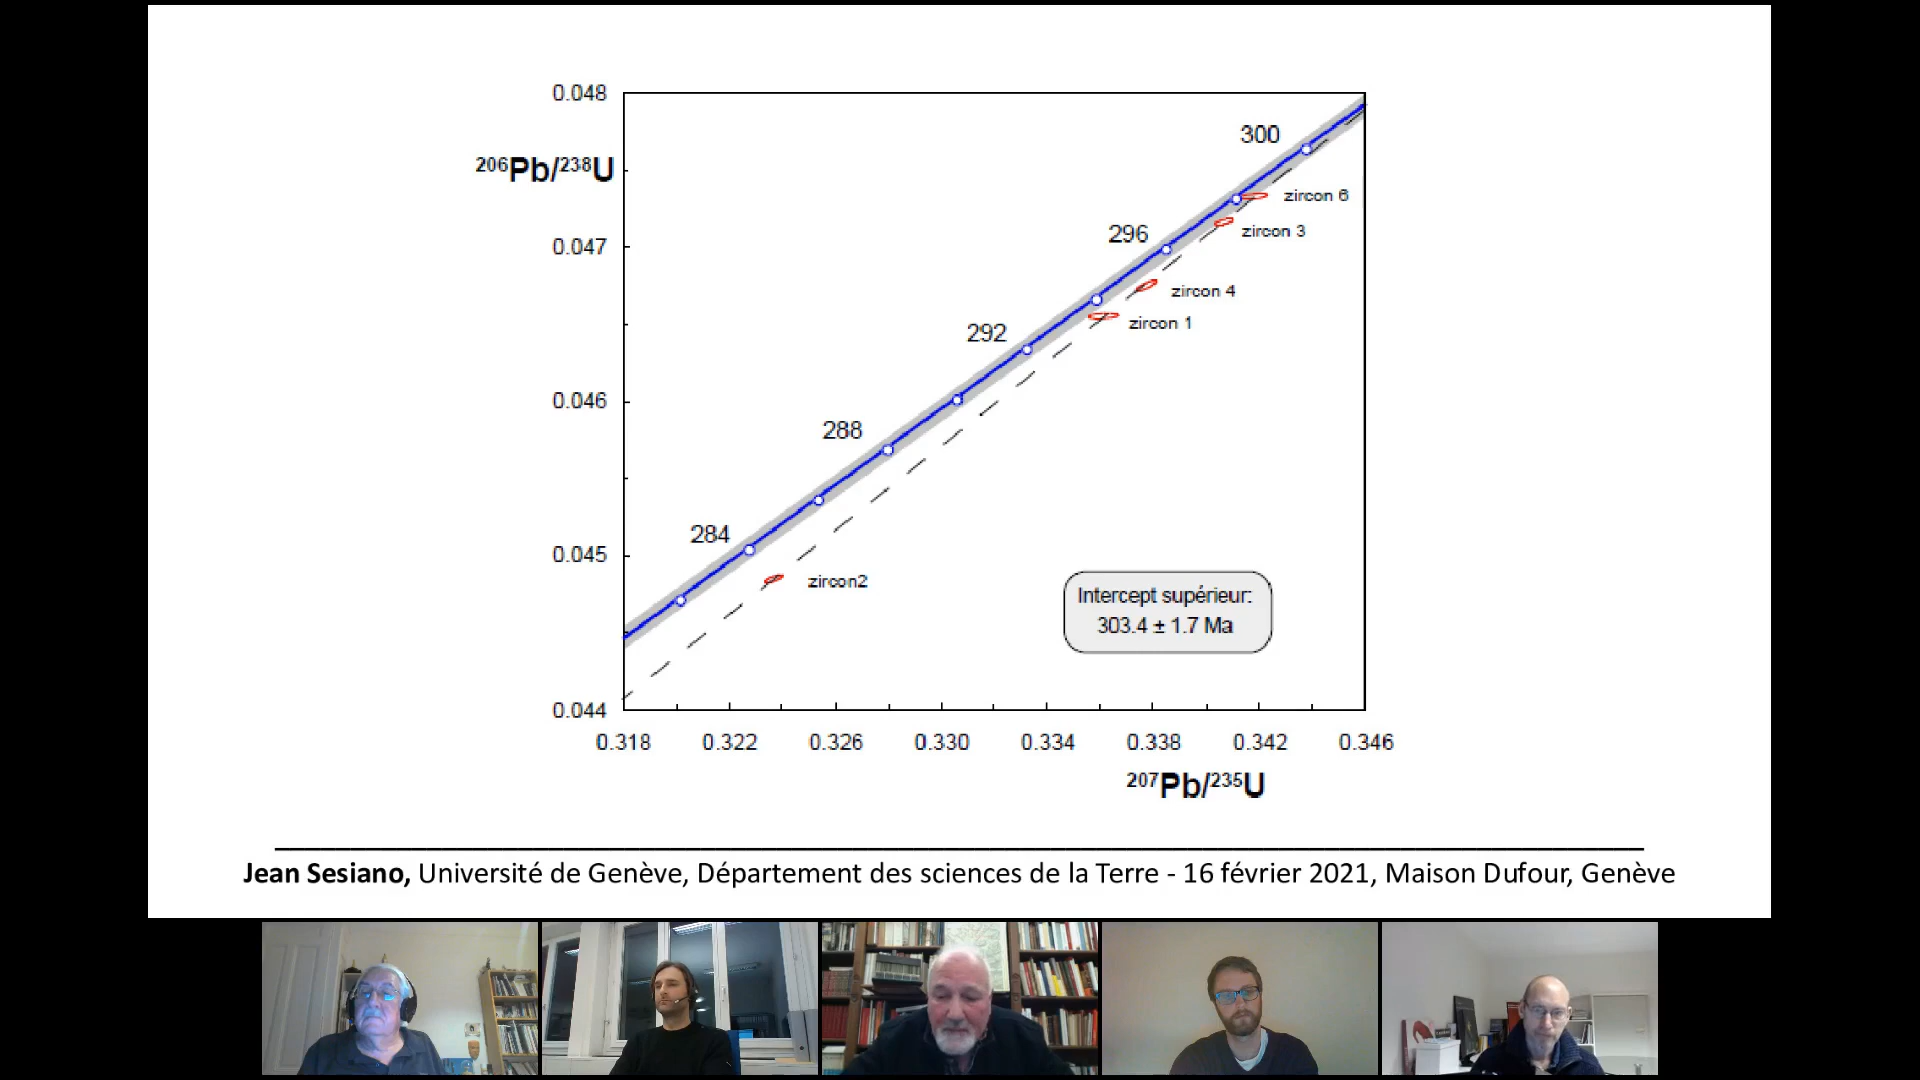 0.048
300
²⁰⁶Pb/²³⁸U
zircon 6
zircon 3
0.047
296
zircon 4
zircon 1
292
0.046
288
284
0.045
zircon2
Intercept supérieur:
303.4 ± 1.7 Ma
0.044
0.318 0.322 0.326 0.330 0.334 0.338 0.342 0.346
²⁰⁷Pb/²³⁵U
Jean Sesiano, Université de Genève, Département des sciences de la Terre - 16 février 2021, Maison Dufour, Genève